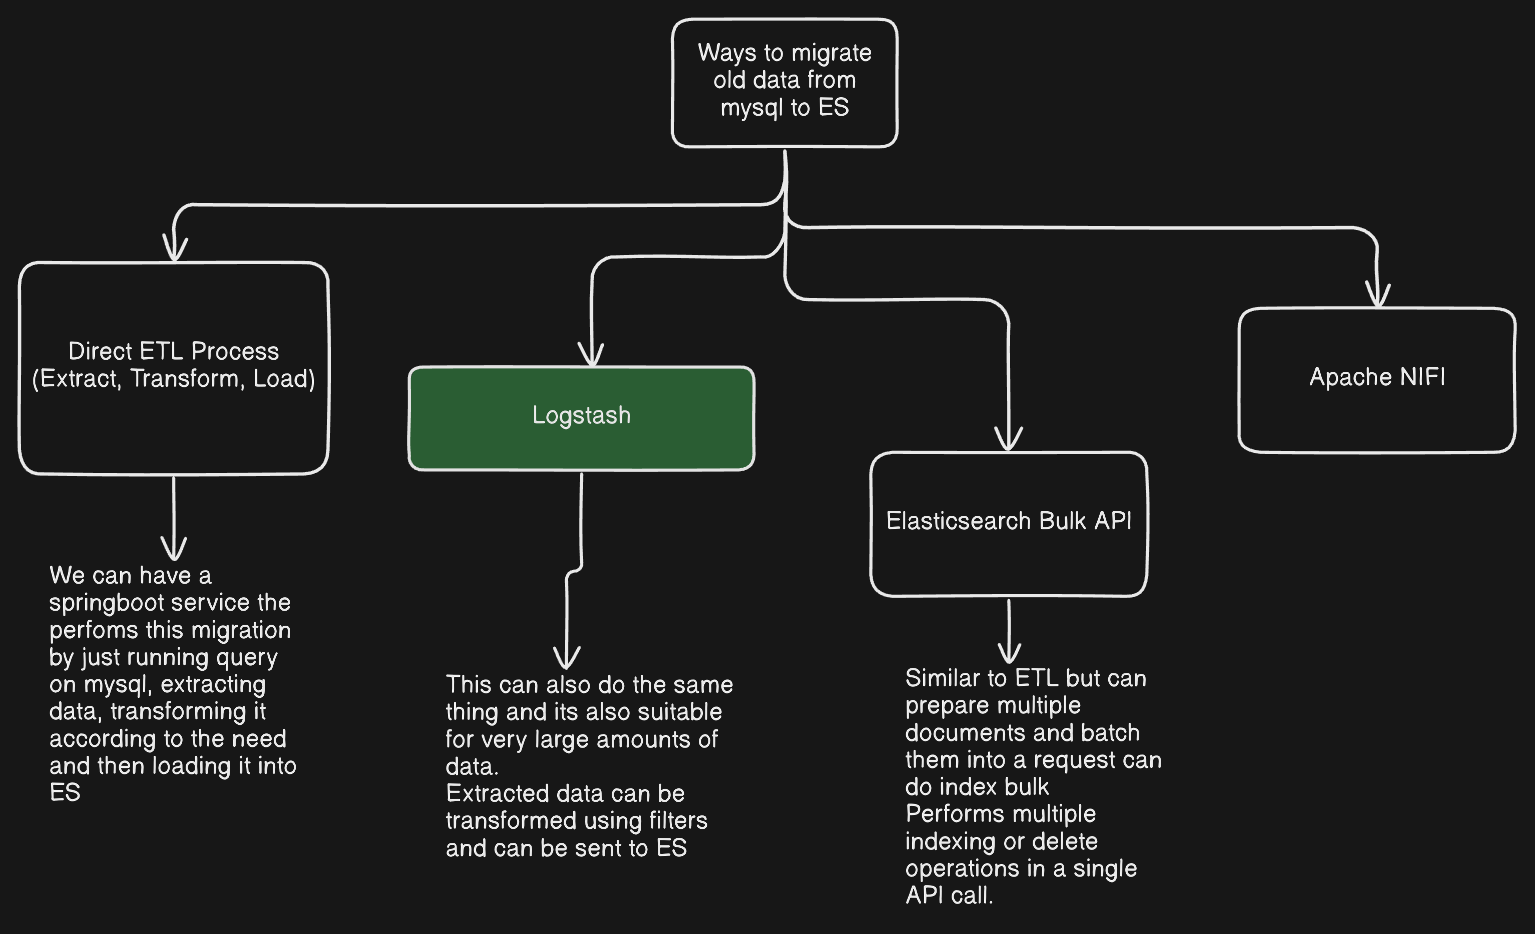 Ways to migrate
old data from
mysql to ES
Direct ETL Process
(Extract, Transform, Load)
Logstash
Elasticsearch Bulk API
Apache NIFI
We can have a
springboot service the
perfoms this migration
by just running query
on mysql, extracting
data, transforming it
according to the need
and then loading it into
ES
This can also do the same
thing and its also suitable
for very large amounts of
data.
Extracted data can be
transformed using filters
and can be sent to ES
Similar to ETL but can
prepare multiple
documents and batch
them into a request can
do index bulk
Performs multiple
indexing or delete
operations in a single
API call.